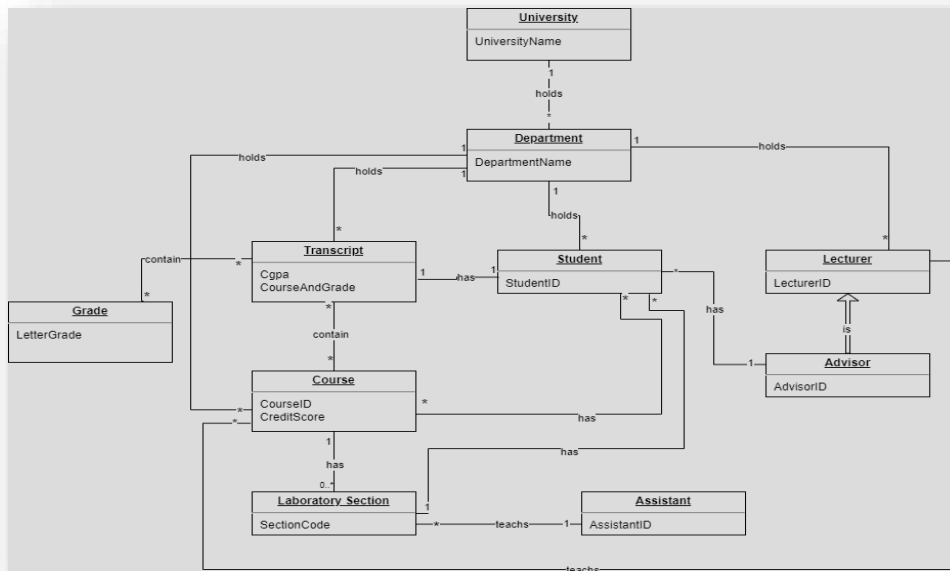 University
UniversityName
1
holds
*
Department
DepartmentName
1
holds
*
1
holds
*
1
holds
*
1
holds
*
Transcript
Cgpa
CourseAndGrade
1
has
1
Student
StudentID
Lecturer
LecturerID
contain
*
*
Grade
LetterGrade
*
contain
*
*
has
1
is
Advisor
AdvisorID
Course
CourseID
CreditScore
*
has
*
*
has
1
1
has
0..*
Laboratory Section
SectionCode
*
teachs
1
Assistant
AssistantID
*
teachs